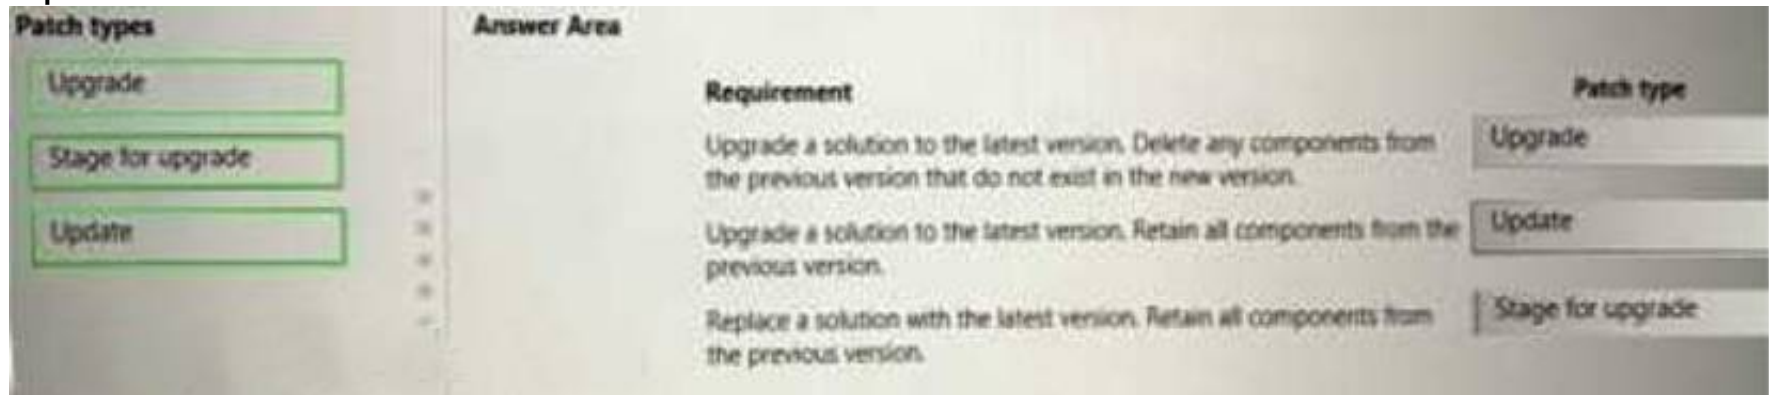 Patch types
Answer Area
Upgrade
Stage for upgrade
Update
Requirement
Patch type
Upgrade a solution to the latest version. Delete any components from
the previous version that do not exist in the new version.
Upgrade
Upgrade a solution to the latest version. Retain all components from the
previous version.
Update
Replace a solution with the latest version. Retain all components from
the previous version.
Stage for upgrade